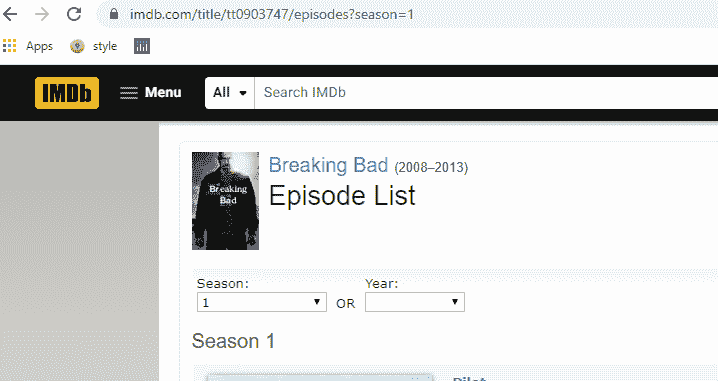 imdb.com/title/tt0903747/episodes?season=1
Apps style
IMDb Menu All Search IMDb
Breaking Bad
Breaking Bad (2008–2013)
Episode List
Season: Year:
1 OR
Season 1
Pilot